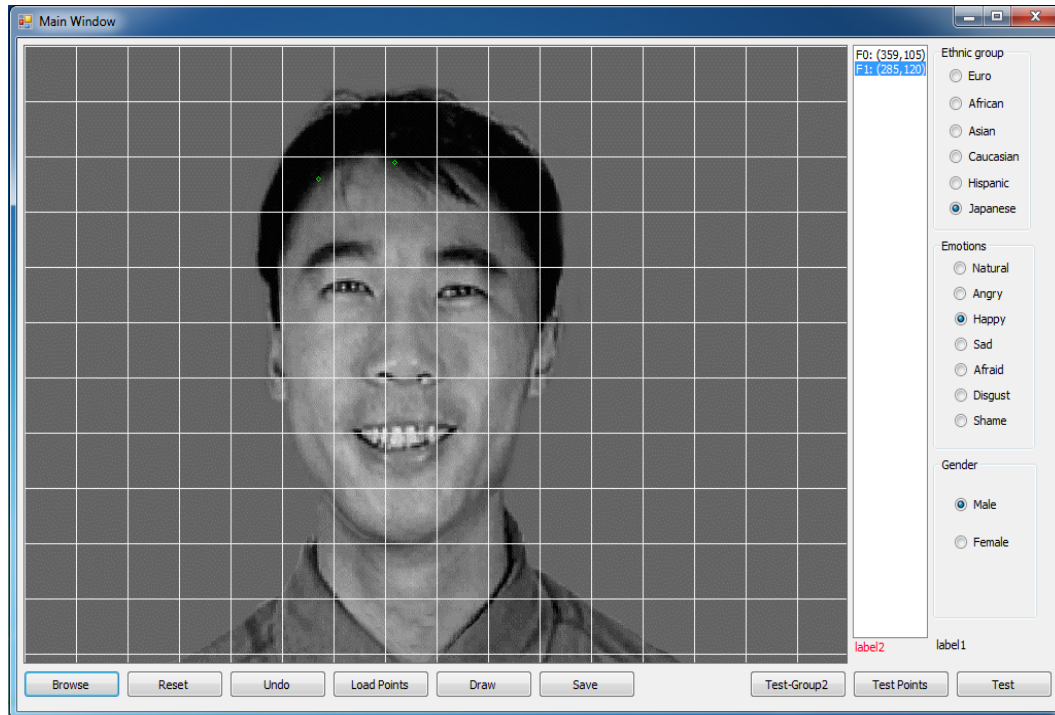 Main Window
F0: (359,105)
F1: (285,120)
Ethnic group
Euro
African
Asian
Caucasian
Hispanic
Japanese
Emotions
Natural
Angry
Happy
Sad
Afraid
Disgust
Shame
Gender
Male
Female
label2
label1
Browse
Reset
Undo
Load Points
Draw
Save
Test-Group2
Test Points
Test